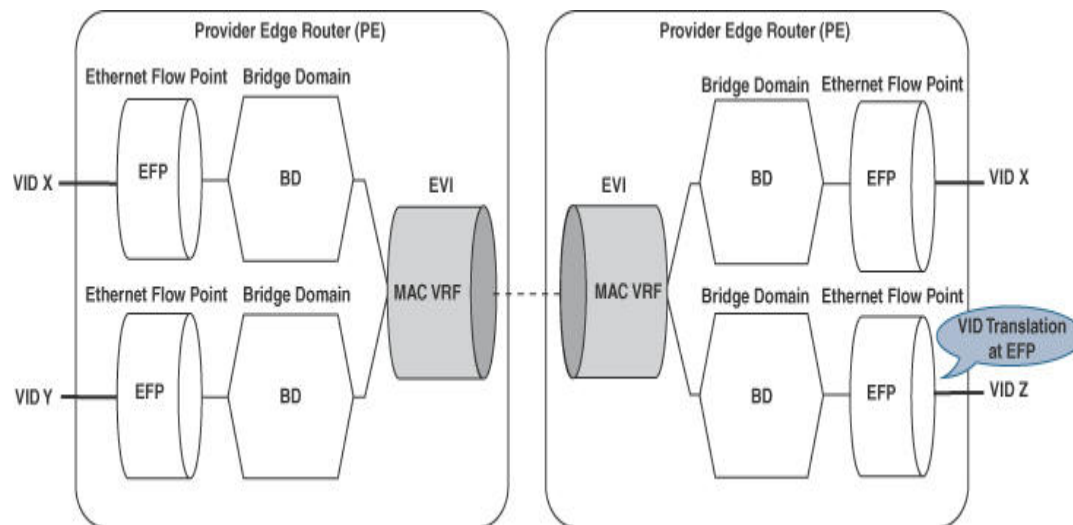 Provider Edge Router (PE)
Provider Edge Router (PE)
Ethernet Flow Point
Bridge Domain
Bridge Domain
Ethernet Flow Point
VID X
EFP
BD
EVI
EVI
BD
EFP
VID X
MAC VRF
MAC VRF
Ethernet Flow Point
Bridge Domain
Bridge Domain
Ethernet Flow Point
VID Translation
at EFP
VID Y
EFP
BD
BD
EFP
VID Z